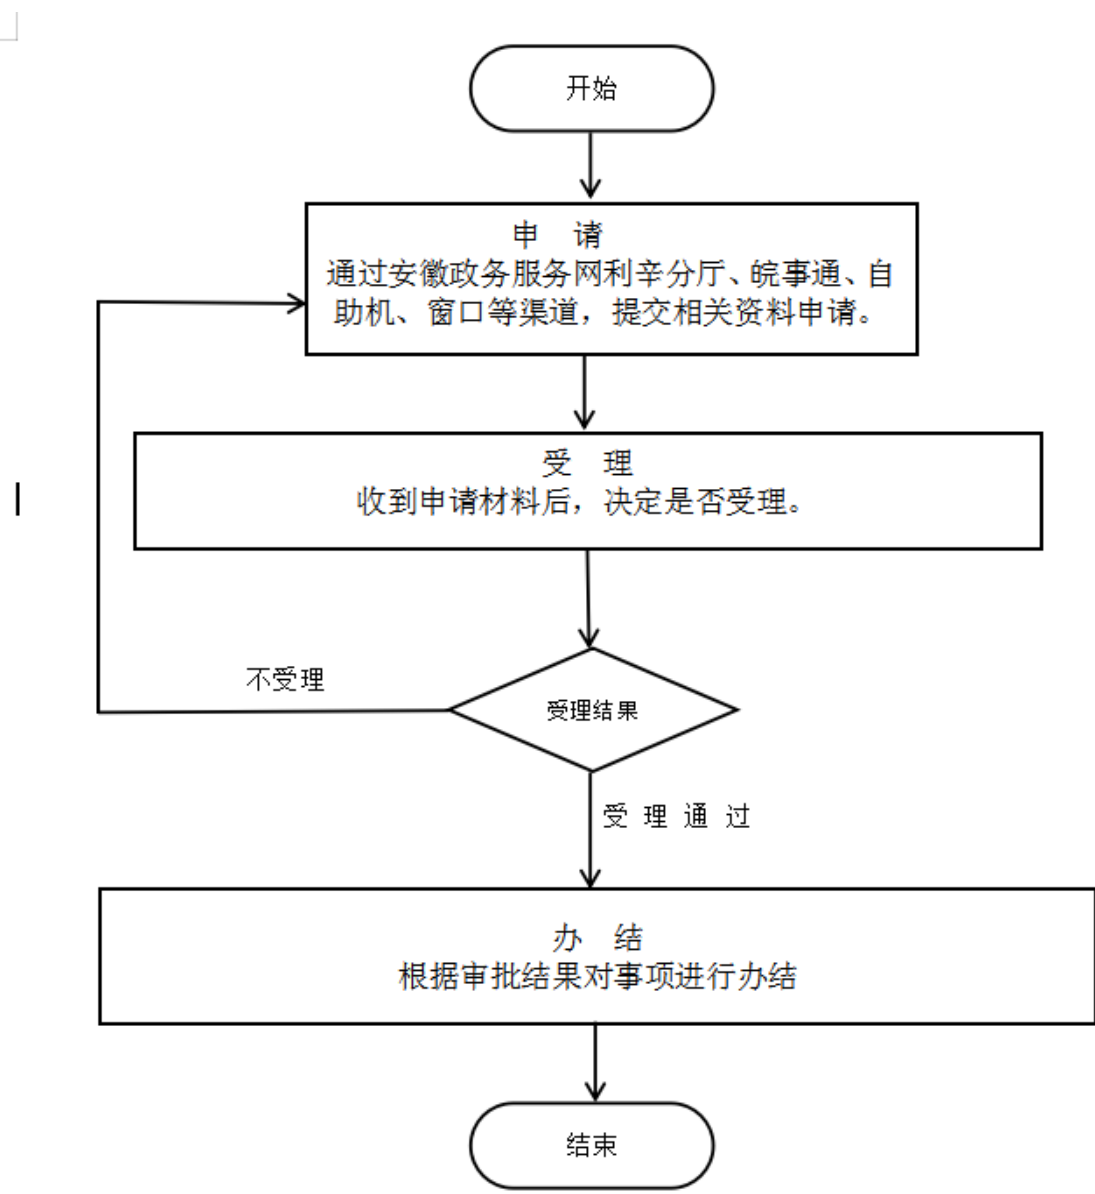 开始
申 请
通过安徽政务服务网利辛分厅、皖事通、自
助机、窗口等渠道，提交相关资料申请。
受 理
收到申请材料后，决定是否受理。
不受理
受理结果
受 理 通 过
办 结
根据审批结果对事项进行办结
结束